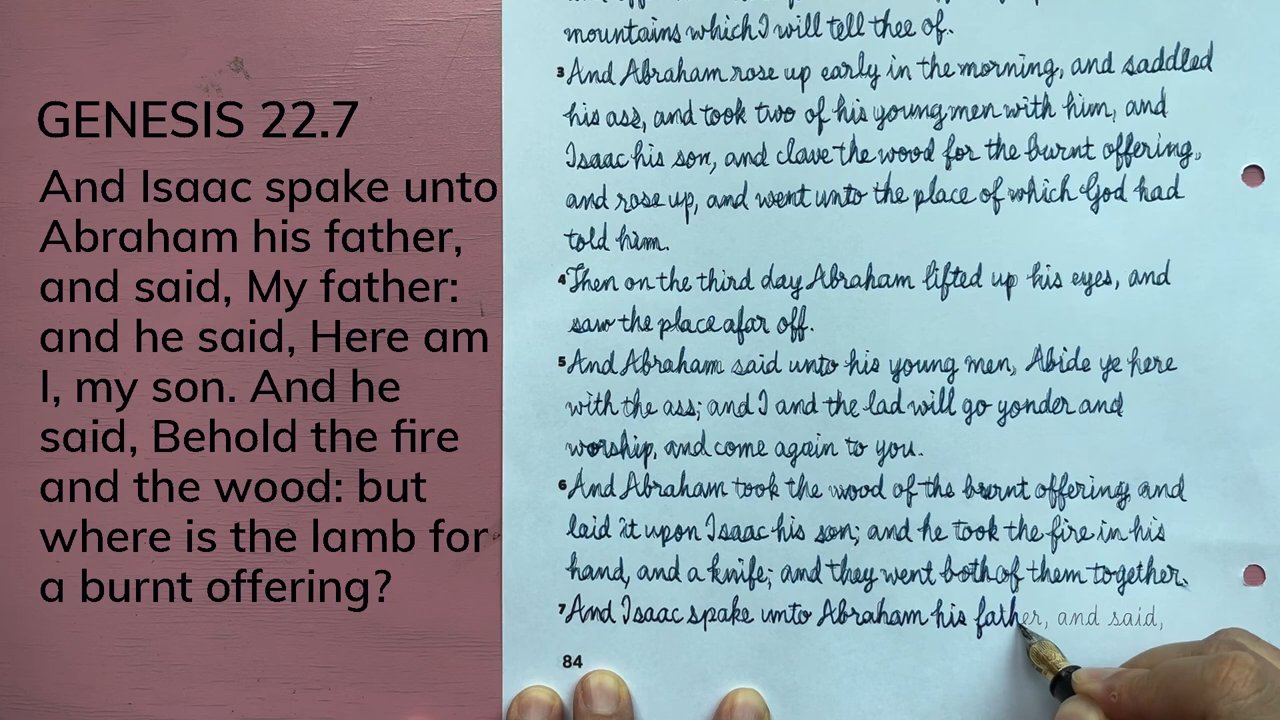 GENESIS 22.7
And Isaac spake unto
Abraham his father,
and said, My father:
and he said, Here am
I, my son. And he
said, Behold the fire
and the wood: but
where is the lamb for
a burnt offering?
mountains which I will tell thee of.
3 And Abraham rose up early in the morning, and saddled
his ass, and took two of his young men with him, and
Isaac his son, and clave the wood for the burnt offering,
and rose up, and went unto the place of which God had
told him.
4 Then on the third day Abraham lifted up his eyes, and
saw the place afar off.
5 And Abraham said unto his young men, Abide ye here
with the ass; and I and the lad will go yonder and
worship, and come again to you.
6 And Abraham took the wood of the burnt offering, and
laid it upon Isaac his son; and he took the fire in his
hand, and a knife; and they went both of them together.
7 And Isaac spake unto Abraham his father, and said,
84